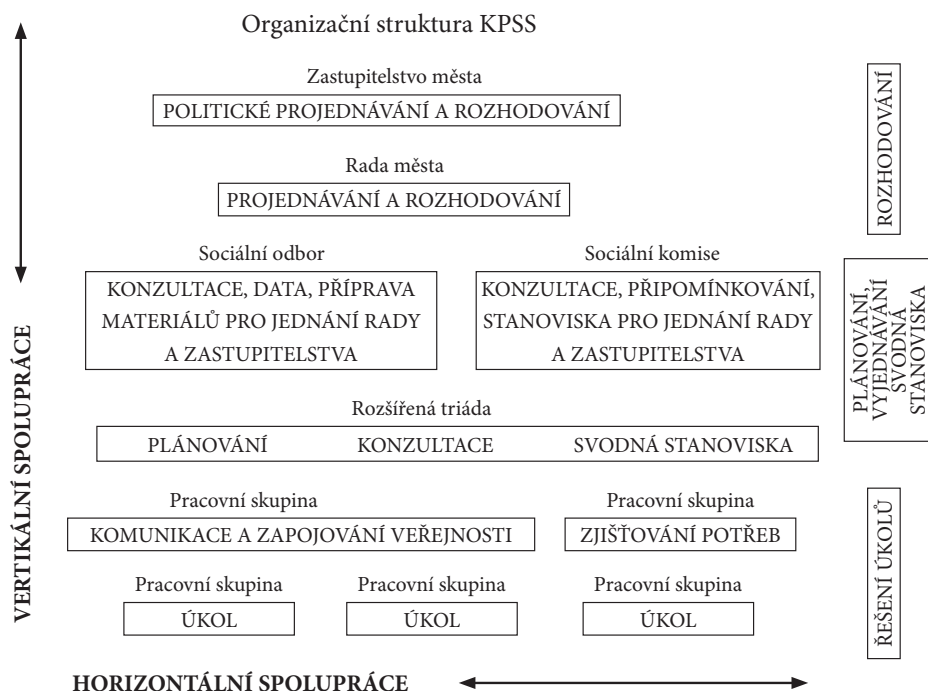 Organizační struktura KPSS
Zastupitelstvo města
POLITICKÉ PROJEDNÁVÁNÍ A ROZHODOVÁNÍ
Rada města
PROJEDNÁVÁNÍ A ROZHODOVÁNÍ
ROZHODOVÁNÍ
Sociální odbor
KONZULTACE, DATA, PŘÍPRAVA
MATERIÁLŮ PRO JEDNÁNÍ RADY
A ZASTUPITELSTVA
Sociální komise
KONZULTACE, PŘIPOMÍNKOVÁNÍ,
STANOVISKA PRO JEDNÁNÍ RADY
A ZASTUPITELSTVA
Rozšířená triáda
PLÁNOVÁNÍ KONZULTACE SVODNÁ STANOVISKA
PLÁNOVÁNÍ,
VYJEDNÁVÁNÍ
SVODNÁ
STANOVISKA
Pracovní skupina
KOMUNIKACE A ZAPOJOVÁNÍ VEŘEJNOSTI
Pracovní skupina
ZJIŠŤOVÁNÍ POTŘEB
Pracovní skupina
ÚKOL
Pracovní skupina
ÚKOL
Pracovní skupina
ÚKOL
ŘEŠENÍ ÚKOLŮ
VERTIKÁLNÍ SPOLUPRÁCE
HORIZONTÁLNÍ SPOLUPRÁCE